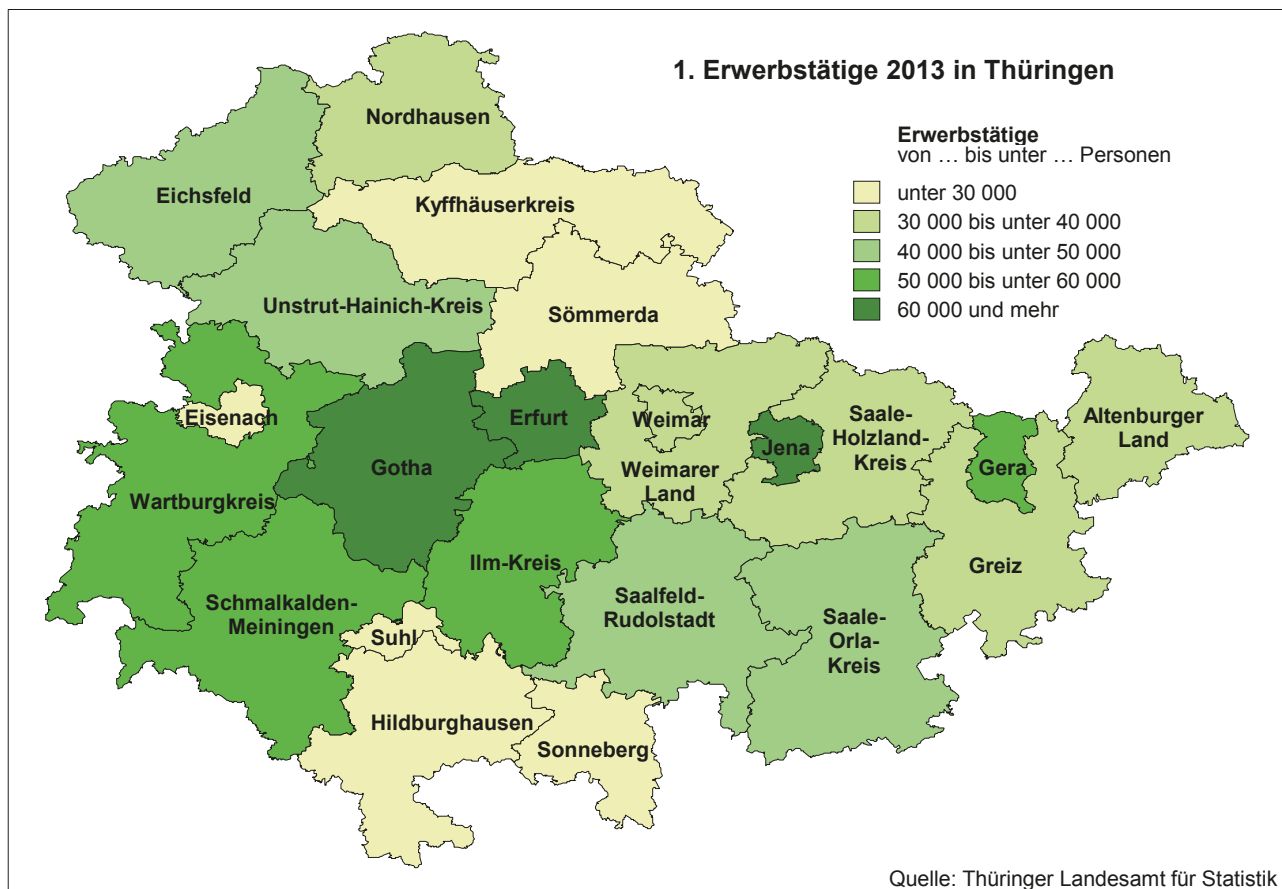 1. Erwerbstätige 2013 in Thüringen
Erwerbstätige
von … bis unter … Personen
unter 30 000
30 000 bis unter 40 000
40 000 bis unter 50 000
50 000 bis unter 60 000
60 000 und mehr
Nordhausen
Eichsfeld
Kyffhäuserkreis
Unstrut-Hainich-Kreis
Sömmerda
Eisenach
Erfurt
Weimar
Saale-
Holzland-
Kreis
Altenburger
Land
Gotha
Jena
Gera
Weimarer
Land
Wartburgkreis
Ilm-Kreis
Greiz
Schmalkalden-
Meiningen
Saalfeld-
Rudolstadt
Saale-
Orla-
Kreis
Suhl
Hildburghausen
Sonneberg
Quelle: Thüringer Landesamt für Statistik